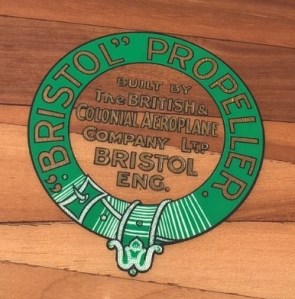 "BRISTOL" PROPELLER.
BUILT BY
THE BRITISH &
COLONIAL AEROPLANE
COMPANY LTD.
BRISTOL
ENG.